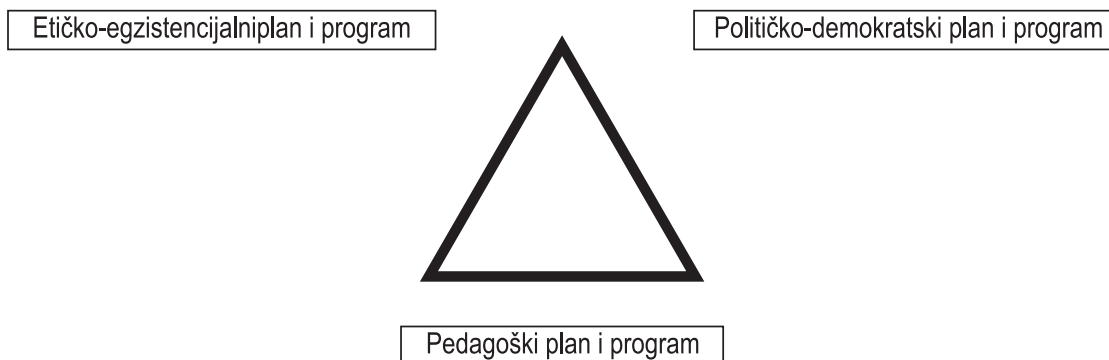 Etičko-egzistencijalniplan i program
Političko-demokratski plan i program
Pedagoški plan i program